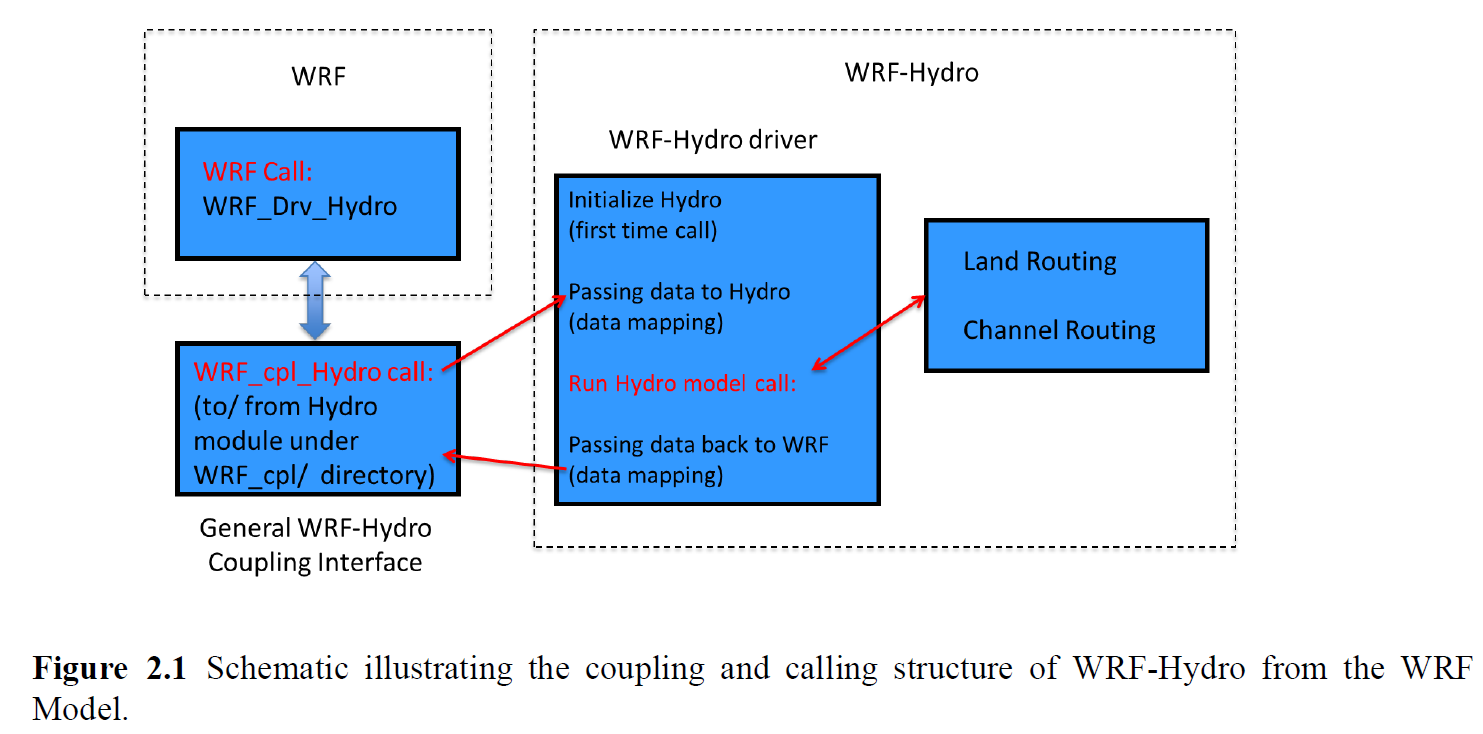 WRF
WRF Call:
WRF_Drv_Hydro
WRF_cpl_Hydro call:
(to/ from Hydro
module under
WRF_cpl/ directory)
General WRF-Hydro
Coupling Interface
WRF-Hydro
WRF-Hydro driver
Initialize Hydro
(first time call)
Passing data to Hydro
(data mapping)
Run Hydro model call:
Passing data back to WRF
(data mapping)
Land Routing
Channel Routing
Figure 2.1 Schematic illustrating the coupling and calling structure of WRF-Hydro from the WRF
Model.